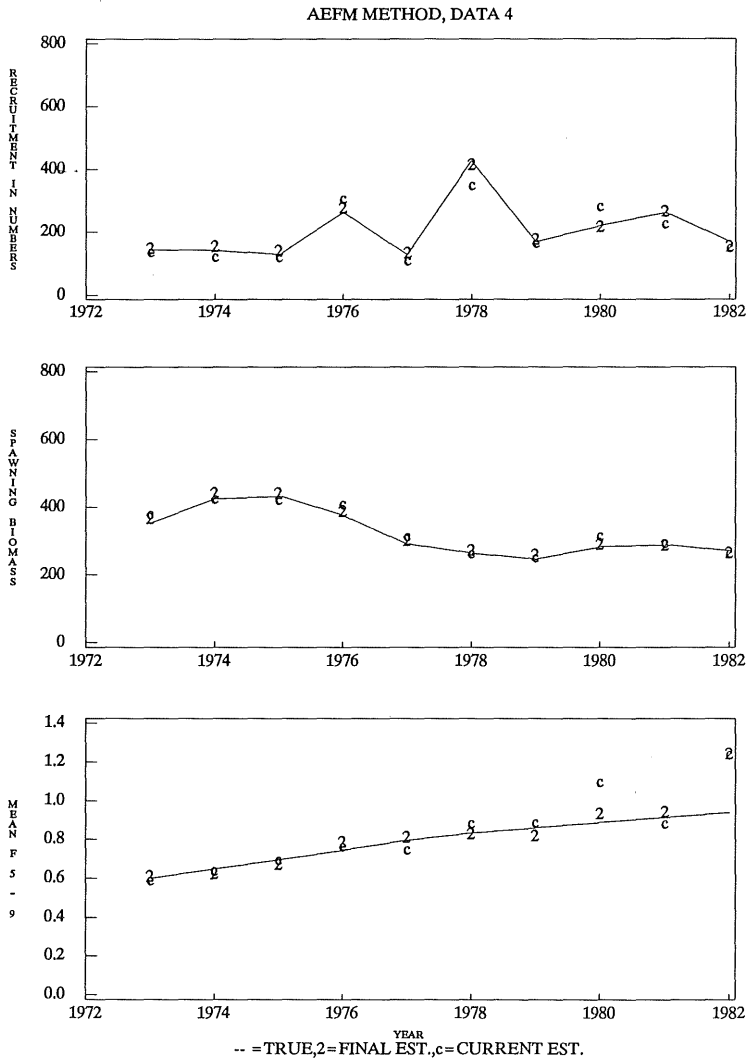 AEFM METHOD, DATA 4
RECRUITMENT IN NUMBERS
800
600
400
200
0
1972 1974 1976 1978 1980 1982
SPAWNING BIOMASS
800
600
400
200
0
1972 1974 1976 1978 1980 1982
MEAN F 5 - 9
1.4
1.2
1.0
0.8
0.6
0.4
0.2
0.0
1972 1974 1976 1978 1980 1982
YEAR
-- =TRUE,2=FINAL EST.,c=CURRENT EST.